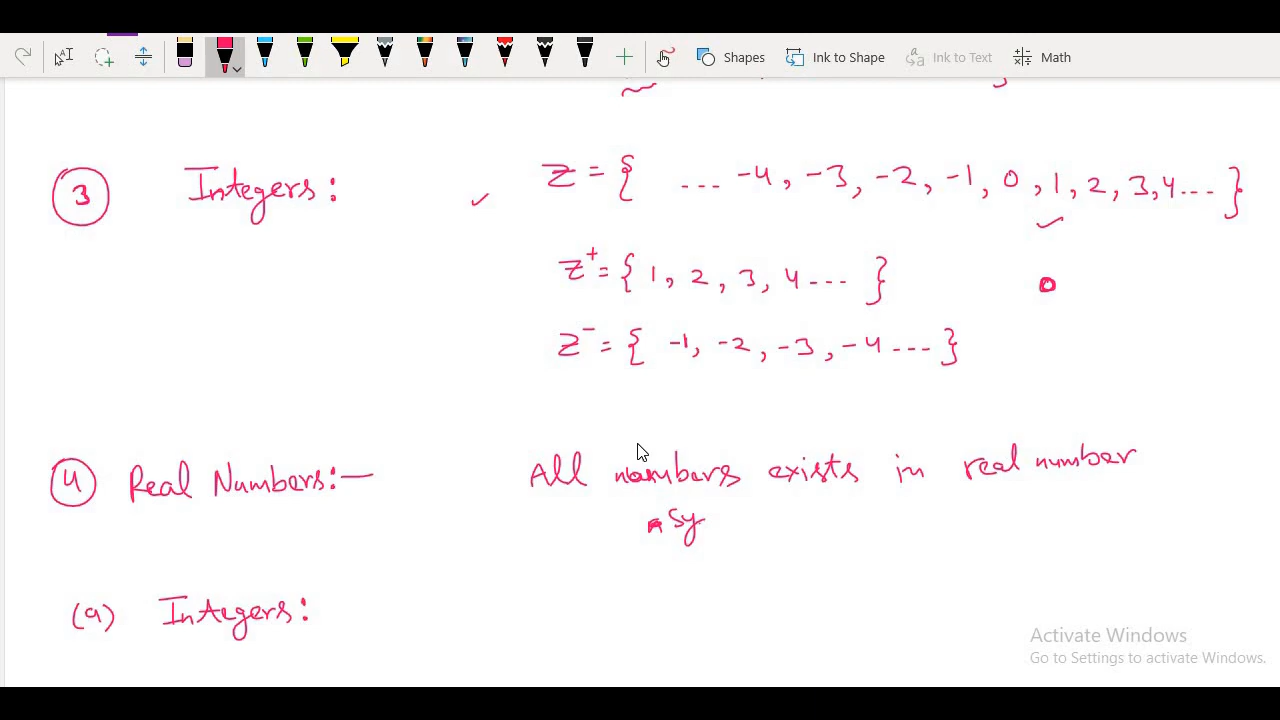 Shapes Ink to Shape Ink to Text Math
3 Integers: Z = { ... -4, -3, -2, -1, 0, 1, 2, 3, 4... }
Z+ = { 1, 2, 3, 4... } 0
Z- = { -1, -2, -3, -4... }
4 Real Numbers:— All numbers exists in real number
sy
(a) Integers:
Activate Windows
Go to Settings to activate Windows.